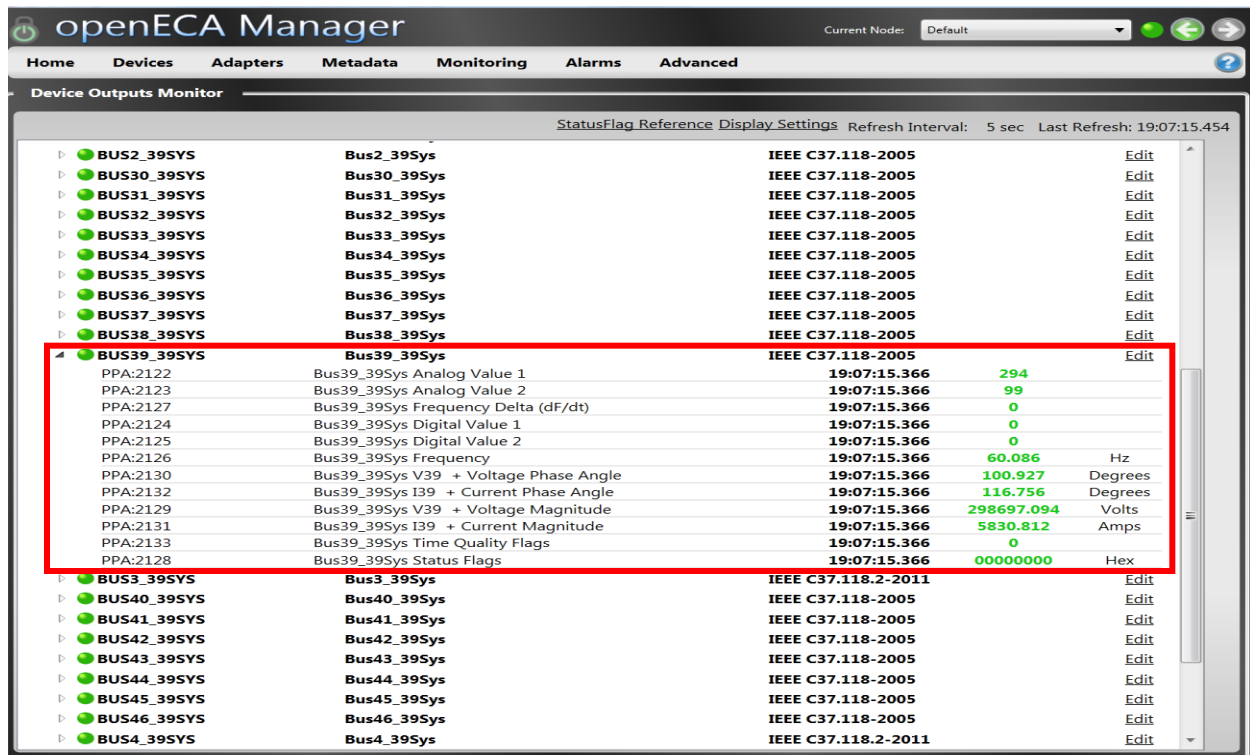 openECA Manager
Current Node: Default
Home Devices Adapters Metadata Monitoring Alarms Advanced
Device Outputs Monitor
StatusFlag Reference Display Settings Refresh Interval: 5 sec Last Refresh: 19:07:15.454
BUS2_39SYS Bus2_39Sys IEEE C37.118-2005 Edit
BUS30_39SYS Bus30_39Sys IEEE C37.118-2005 Edit
BUS31_39SYS Bus31_39Sys IEEE C37.118-2005 Edit
BUS32_39SYS Bus32_39Sys IEEE C37.118-2005 Edit
BUS33_39SYS Bus33_39Sys IEEE C37.118-2005 Edit
BUS34_39SYS Bus34_39Sys IEEE C37.118-2005 Edit
BUS35_39SYS Bus35_39Sys IEEE C37.118-2005 Edit
BUS36_39SYS Bus36_39Sys IEEE C37.118-2005 Edit
BUS37_39SYS Bus37_39Sys IEEE C37.118-2005 Edit
BUS38_39SYS Bus38_39Sys IEEE C37.118-2005 Edit
BUS39_39SYS Bus39_39Sys IEEE C37.118-2005 Edit
PPA:2122 Bus39_39Sys Analog Value 1 19:07:15.366 294
PPA:2123 Bus39_39Sys Analog Value 2 19:07:15.366 99
PPA:2127 Bus39_39Sys Frequency Delta (dF/dt) 19:07:15.366 0
PPA:2124 Bus39_39Sys Digital Value 1 19:07:15.366 0
PPA:2125 Bus39_39Sys Digital Value 2 19:07:15.366 0
PPA:2126 Bus39_39Sys Frequency 19:07:15.366 60.086 Hz
PPA:2130 Bus39_39Sys V39 + Voltage Phase Angle 19:07:15.366 100.927 Degrees
PPA:2132 Bus39_39Sys I39 + Current Phase Angle 19:07:15.366 116.756 Degrees
PPA:2129 Bus39_39Sys V39 + Voltage Magnitude 19:07:15.366 298697.094 Volts
PPA:2131 Bus39_39Sys I39 + Current Magnitude 19:07:15.366 5830.812 Amps
PPA:2133 Bus39_39Sys Time Quality Flags 19:07:15.366 0
PPA:2128 Bus39_39Sys Status Flags 19:07:15.366 00000000 Hex
BUS3_39SYS Bus3_39Sys IEEE C37.118.2-2011 Edit
BUS40_39SYS Bus40_39Sys IEEE C37.118-2005 Edit
BUS41_39SYS Bus41_39Sys IEEE C37.118-2005 Edit
BUS42_39SYS Bus42_39Sys IEEE C37.118-2005 Edit
BUS43_39SYS Bus43_39Sys IEEE C37.118-2005 Edit
BUS44_39SYS Bus44_39Sys IEEE C37.118-2005 Edit
BUS45_39SYS Bus45_39Sys IEEE C37.118-2005 Edit
BUS46_39SYS Bus46_39Sys IEEE C37.118-2005 Edit
BUS4_39SYS Bus4_39Sys IEEE C37.118.2-2011 Edit